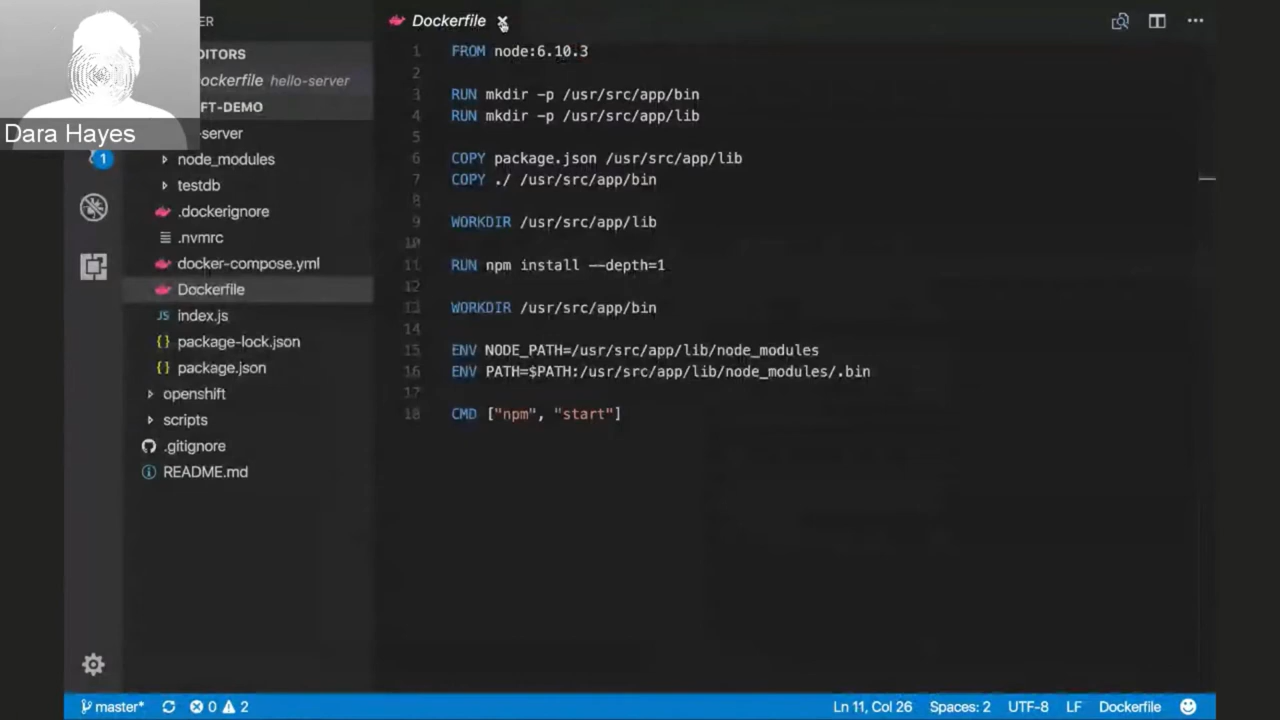 ER
Dockerfile
Dara Hayes
DITORS
ockerfile hello-server
FT-DEMO
-server
1
node_modules
testdb
.dockerignore
.nvmrc
docker-compose.yml
Dockerfile
JS index.js
{} package-lock.json
{} package.json
openshift
scripts
.gitignore
README.md
1 FROM node:6.10.3
2
3 RUN mkdir -p /usr/src/app/bin
4 RUN mkdir -p /usr/src/app/lib
5
6 COPY package.json /usr/src/app/lib
7 COPY ./ /usr/src/app/bin
8
9 WORKDIR /usr/src/app/lib
10
11 RUN npm install --depth=1
12
13 WORKDIR /usr/src/app/bin
14
15 ENV NODE_PATH=/usr/src/app/lib/node_modules
16 ENV PATH=$PATH:/usr/src/app/lib/node_modules/.bin
17
18 CMD ["npm", "start"]
master* 0 2 Ln 11, Col 26 Spaces: 2 UTF-8 LF Dockerfile